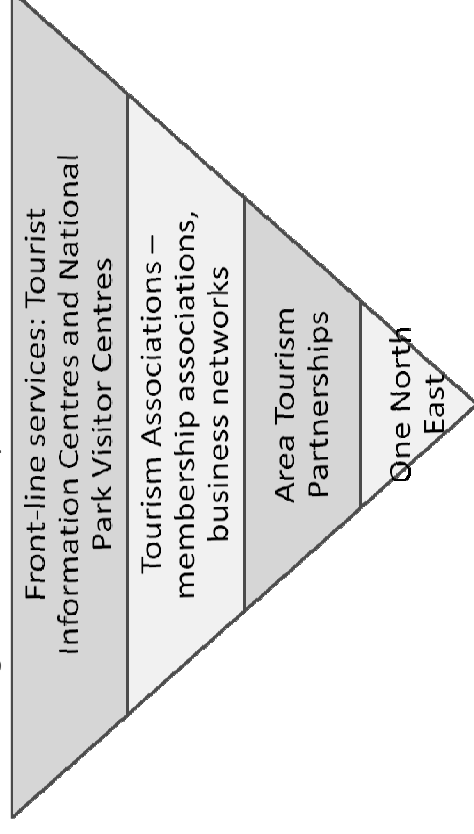 Front-line services: Tourist
Information Centres and National
Park Visitor Centres
Tourism Associations –
membership associations,
business networks
Area Tourism
Partnerships
One North
East